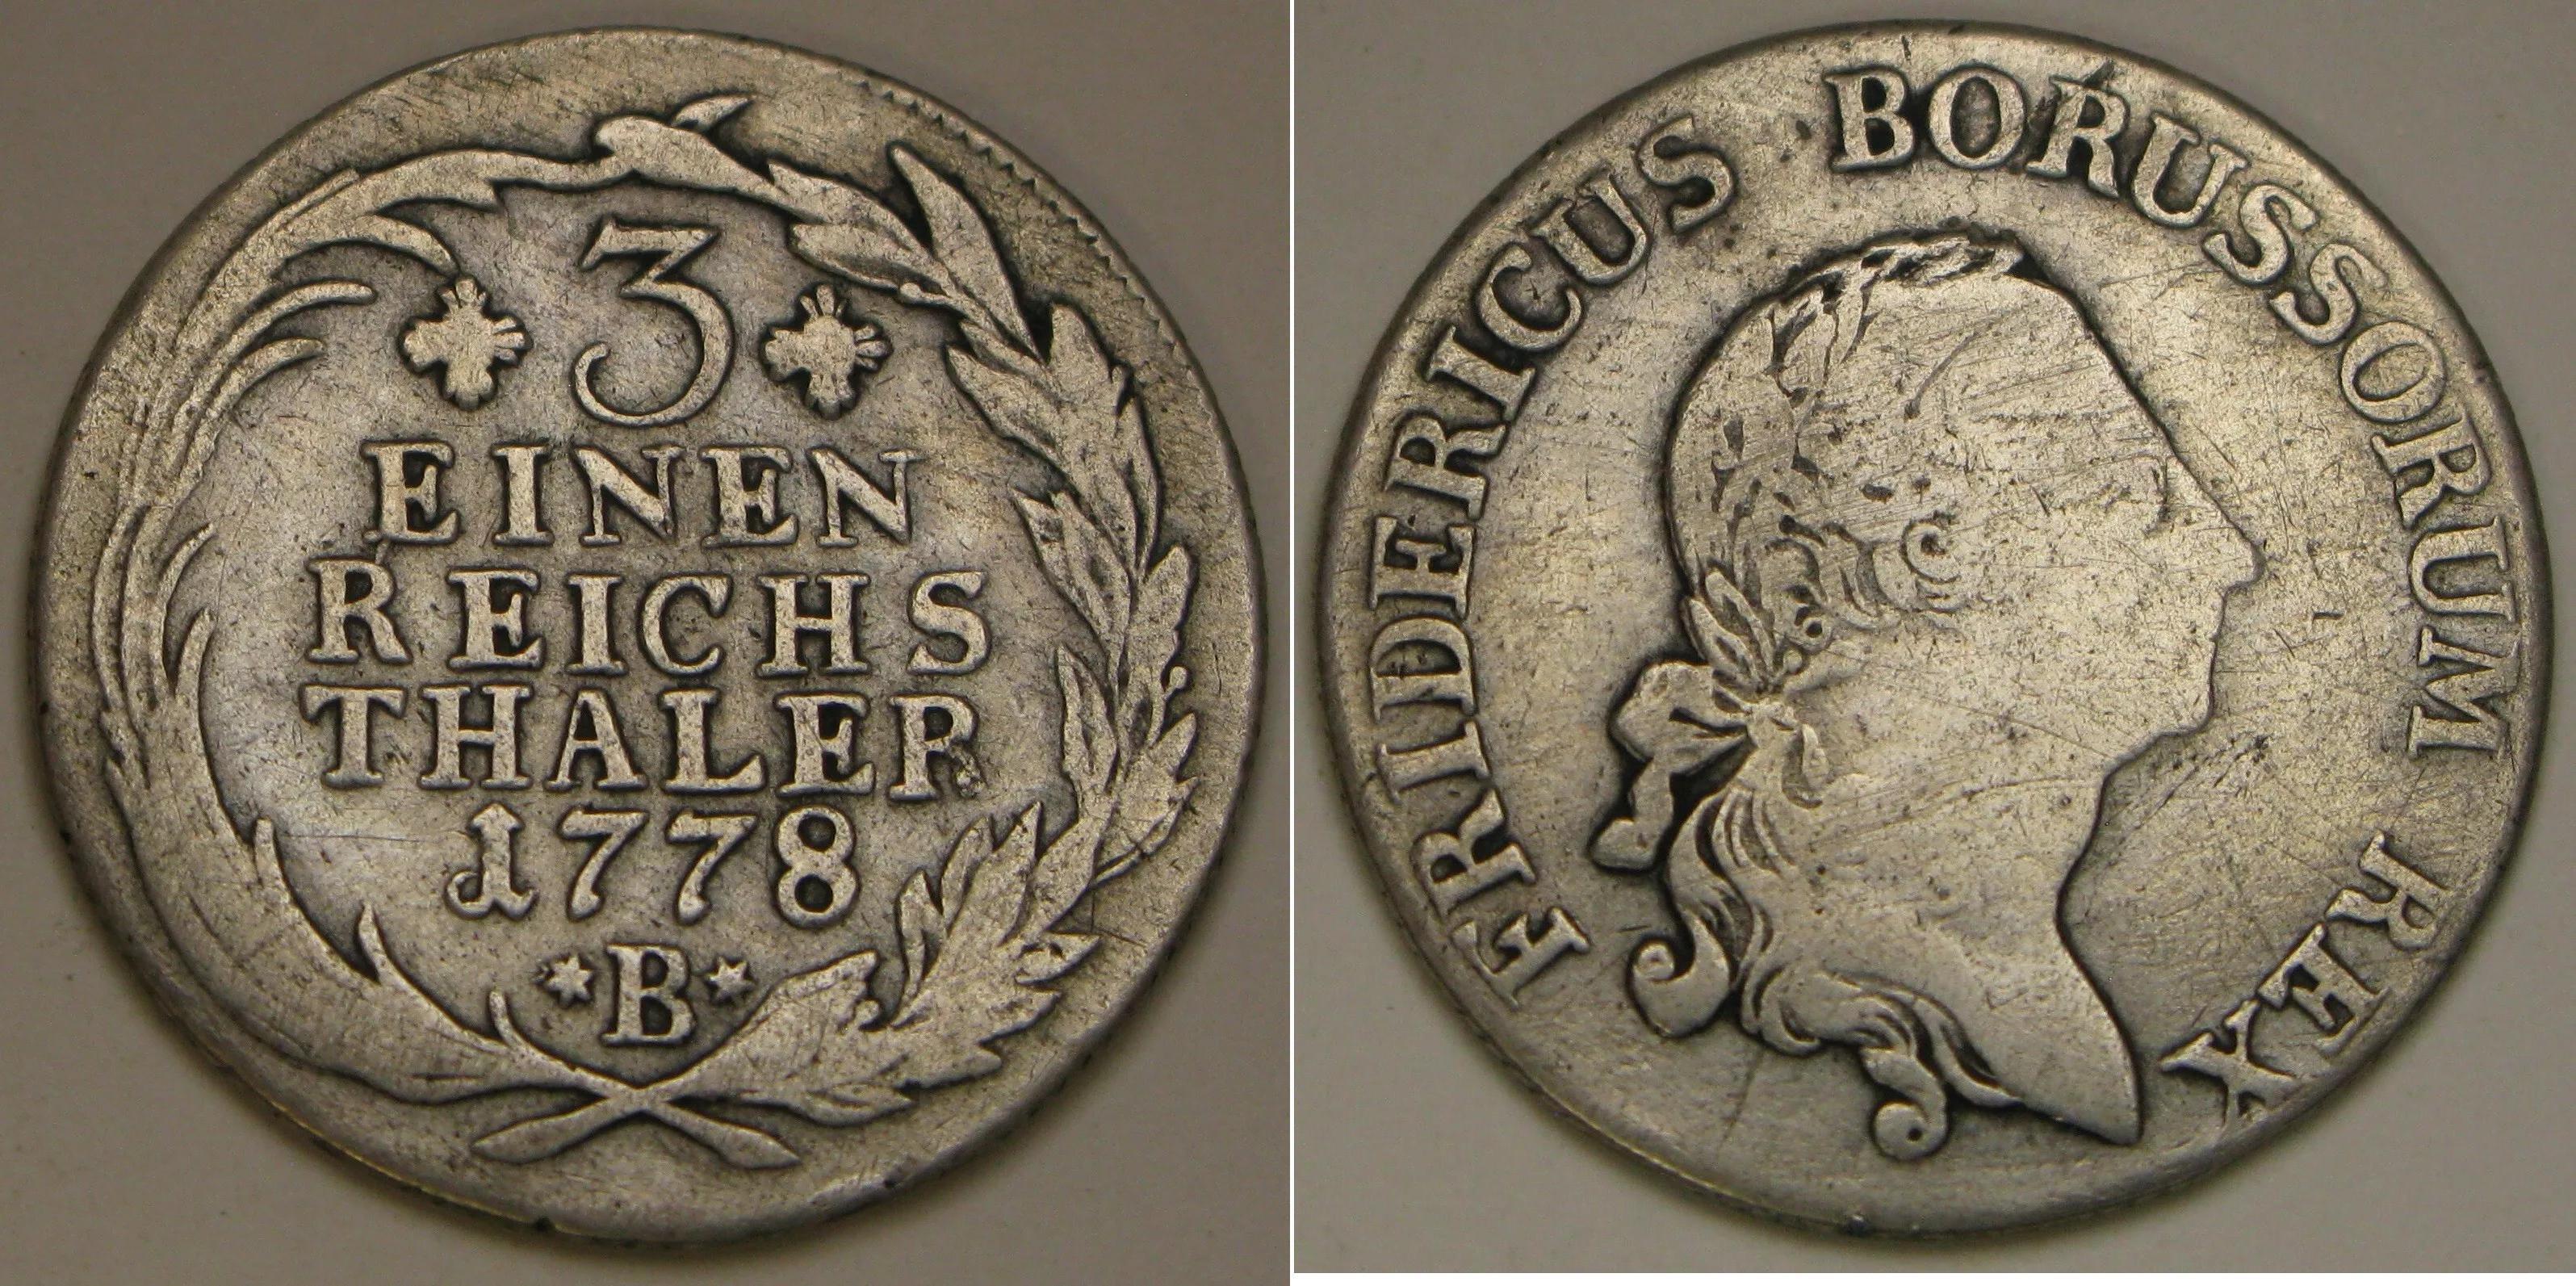 3
EINEN
REICHS
THALER
1778
*B*
FRIDERICUS BORUSSORUM REX